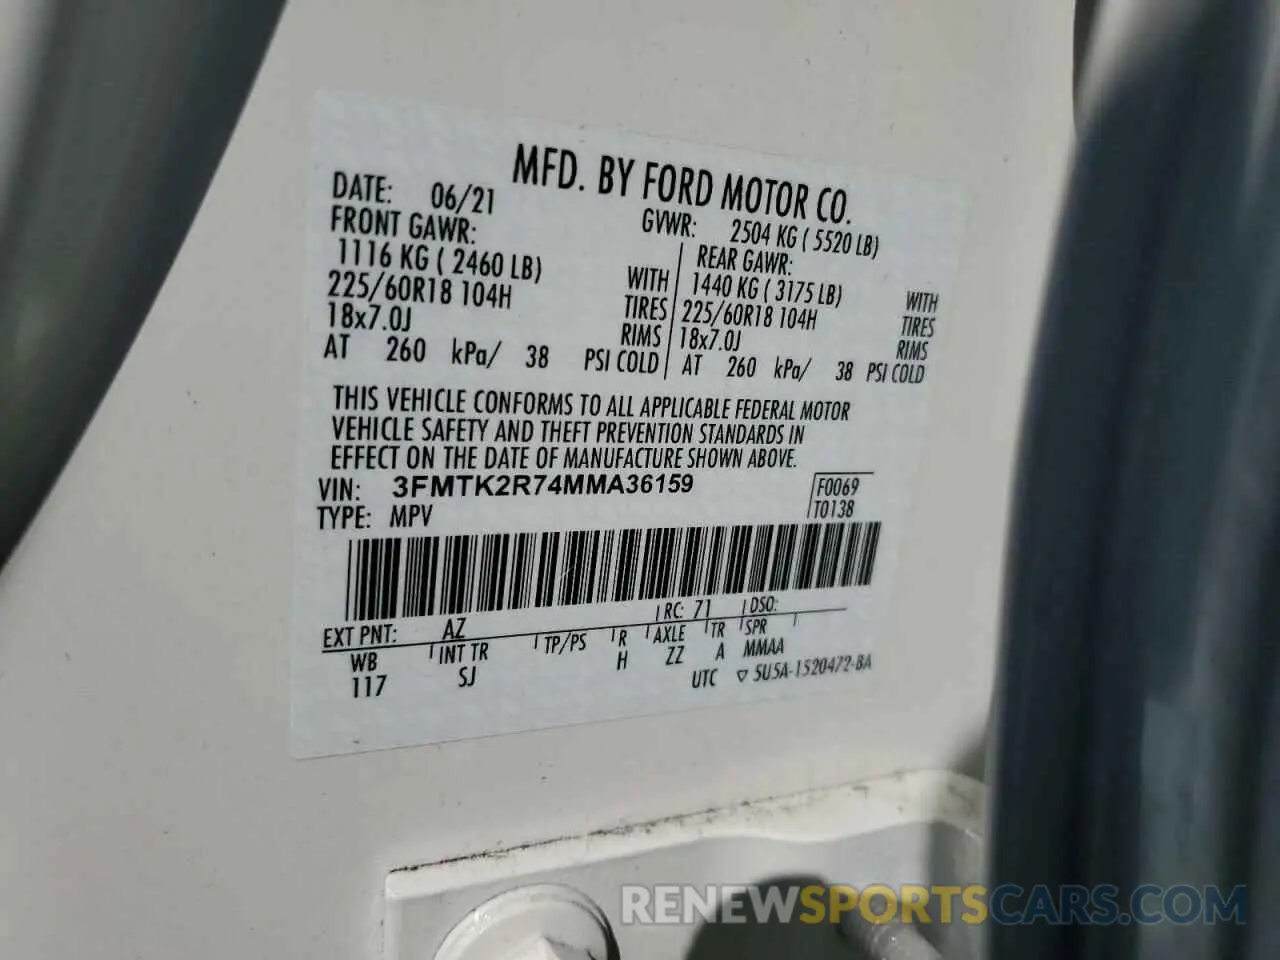 MFD. BY FORD MOTOR CO.
DATE: 06/21 GVWR: 2504 KG ( 5520 LB)
FRONT GAWR: REAR GAWR:
1116 KG ( 2460 LB) WITH 1440 KG ( 3175 LB) WITH
225/60R18 104H TIRES 225/60R18 104H TIRES
18x7.0J RIMS 18x7.0J RIMS
AT 260 kPa/ 38 PSI COLD AT 260 kPa/ 38 PSI COLD
THIS VEHICLE CONFORMS TO ALL APPLICABLE FEDERAL MOTOR
VEHICLE SAFETY AND THEFT PREVENTION STANDARDS IN
EFFECT ON THE DATE OF MANUFACTURE SHOWN ABOVE.
VIN: 3FMTK2R74MMA36159 F0069
TYPE: MPV T0138
EXT PNT: AZ RC: 71 DSO:
WB INT TR TP/PS R AXLE TR SPR
117 SJ H ZZ A MMAA
UTC ▽ 5U5A-1520472-BA
RENEWSPORTSCARS.COM